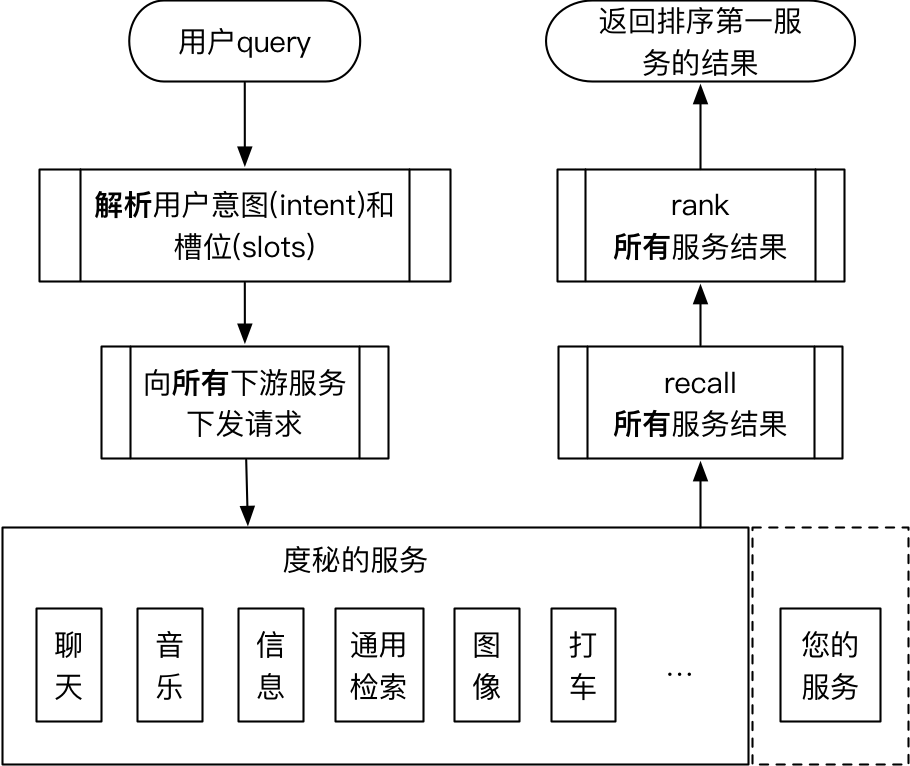 用户query
解析用户意图(intent)和
槽位(slots)
向所有下游服务
下发请求
度秘的服务
聊
天
音
乐
信
息
通用
检索
图
像
打
车
...
您的
服务
recall
所有服务结果
rank
所有服务结果
返回排序第一服
务的结果